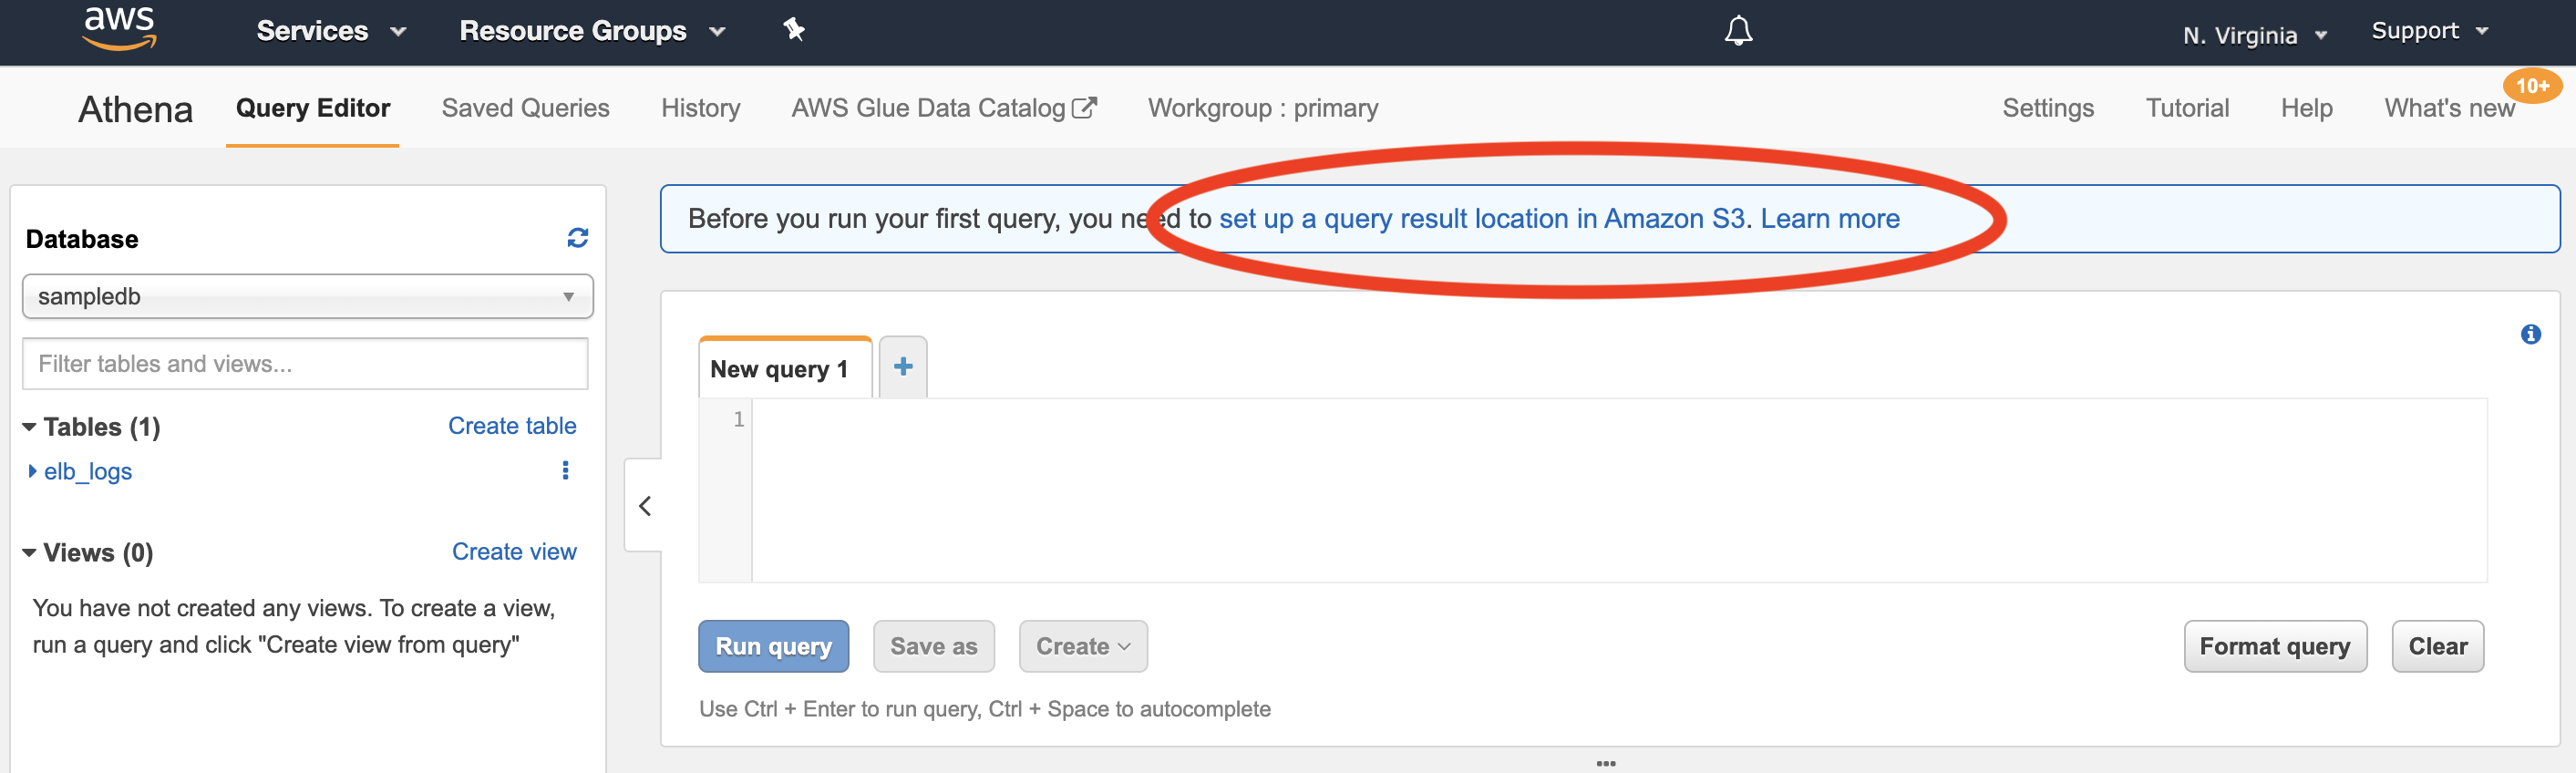 aws
Services
Resource Groups
N. Virginia
Support
Athena
Query Editor
Saved Queries
History
AWS Glue Data Catalog
Workgroup : primary
Settings
Tutorial
Help
What's new
10+
Database
sampledb
Filter tables and views...
Tables (1)
Create table
elb_logs
Views (0)
Create view
You have not created any views. To create a view,
run a query and click "Create view from query"
Before you run your first query, you need to set up a query result location in Amazon S3. Learn more
New query 1
1
Run query
Save as
Create
Format query
Clear
Use Ctrl + Enter to run query, Ctrl + Space to autocomplete